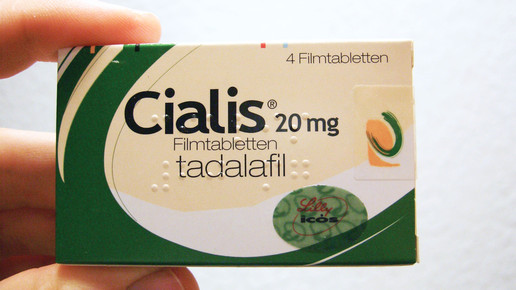 4 Filmtabletten
Cialis® 20 mg
Filmtabletten
tadalafil
Lilly
icos